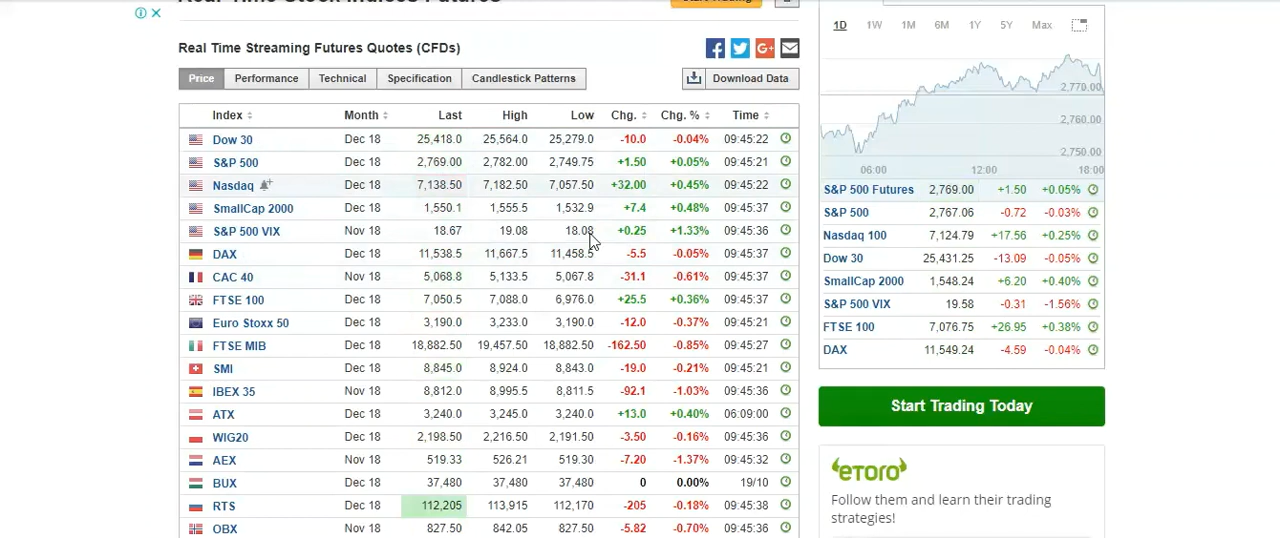 Real Time Stock Indices Futures
Start Trading
Real Time Streaming Futures Quotes (CFDs)
Price Performance Technical Specification Candlestick Patterns Download Data
Index Month Last High Low Chg. Chg. % Time
Dow 30 Dec 18 25,418.0 25,564.0 25,279.0 -10.0 -0.04% 09:45:22
S&P 500 Dec 18 2,769.00 2,782.00 2,749.75 +1.50 +0.05% 09:45:21
Nasdaq Dec 18 7,138.50 7,182.50 7,057.50 +32.00 +0.45% 09:45:22
SmallCap 2000 Dec 18 1,550.1 1,555.5 1,532.9 +7.4 +0.48% 09:45:37
S&P 500 VIX Nov 18 18.67 19.08 18.08 +0.25 +1.33% 09:45:36
DAX Dec 18 11,538.5 11,667.5 11,458.5 -5.5 -0.05% 09:45:37
CAC 40 Nov 18 5,068.8 5,133.5 5,067.8 -31.1 -0.61% 09:45:37
FTSE 100 Dec 18 7,050.5 7,088.0 6,976.0 +25.5 +0.36% 09:45:37
Euro Stoxx 50 Dec 18 3,190.0 3,233.0 3,190.0 -12.0 -0.37% 09:45:21
FTSE MIB Dec 18 18,882.50 19,457.50 18,882.50 -162.50 -0.85% 09:45:27
SMI Dec 18 8,845.0 8,924.0 8,843.0 -19.0 -0.21% 09:45:21
IBEX 35 Nov 18 8,812.0 8,995.5 8,811.5 -92.1 -1.03% 09:45:36
ATX Dec 18 3,240.0 3,245.0 3,240.0 +13.0 +0.40% 06:09:00
WIG20 Dec 18 2,198.50 2,216.50 2,191.50 -3.50 -0.16% 09:45:36
AEX Nov 18 519.33 526.21 519.30 -7.20 -1.37% 09:45:32
BUX Dec 18 37,480 37,480 37,480 0 0.00% 19/10
RTS Dec 18 112,205 113,915 112,170 -205 -0.18% 09:45:38
OBX Nov 18 827.50 842.05 827.50 -5.82 -0.70% 09:45:36
1D 1W 1M 6M 1Y 5Y Max
2,770.00
2,760.00
2,750.00
06:00 12:00 18:00
S&P 500 Futures 2,769.00 +1.50 +0.05%
S&P 500 2,767.06 -0.72 -0.03%
Nasdaq 100 7,124.79 +17.56 +0.25%
Dow 30 25,431.25 -13.09 -0.05%
SmallCap 2000 1,548.24 +6.20 +0.40%
S&P 500 VIX 19.58 -0.31 -1.56%
FTSE 100 7,076.75 +26.95 +0.38%
DAX 11,549.24 -4.59 -0.04%
Start Trading Today
etoro
Follow them and learn their trading
strategies!